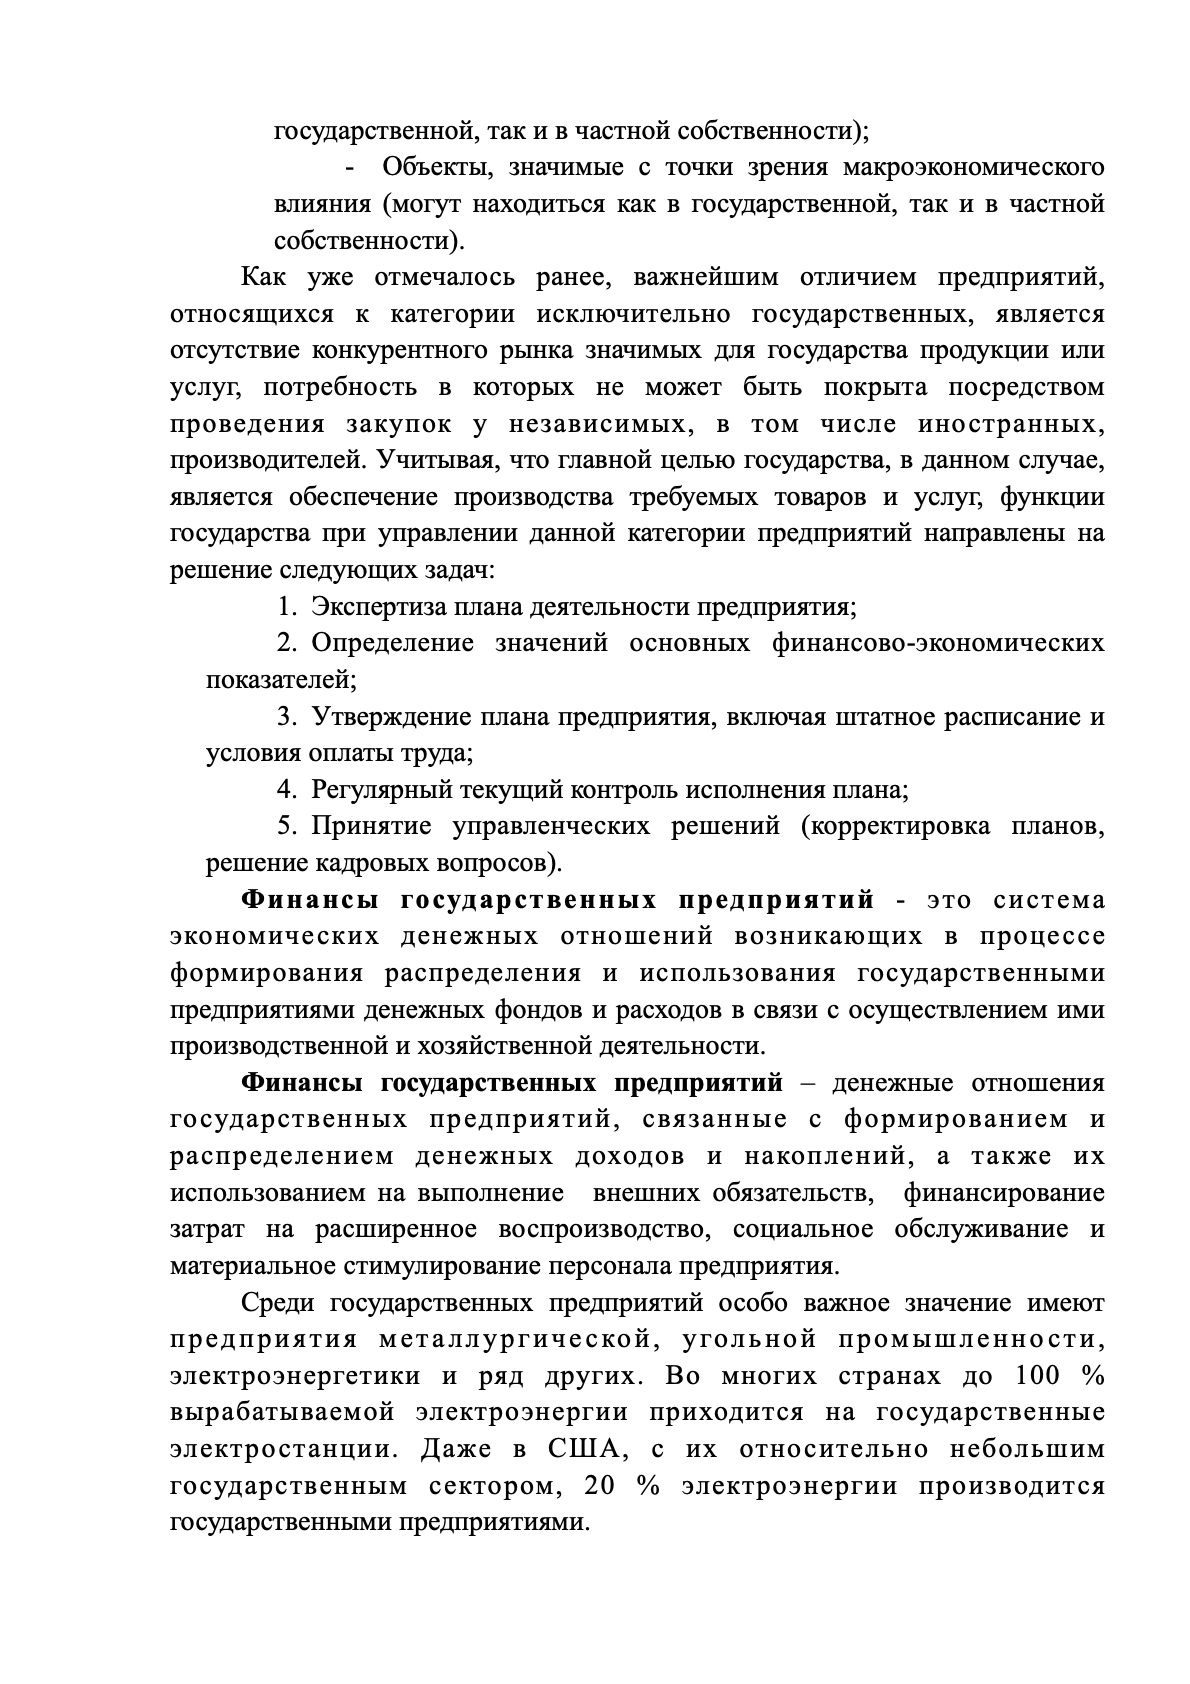 государственной, так и в частной собственности);
- Объекты, значимые с точки зрения макроэкономического
влияния (могут находиться как в государственной, так и в частной
собственности).
Как уже отмечалось ранее, важнейшим отличием предприятий,
относящихся к категории исключительно государственных, является
отсутствие конкурентного рынка значимых для государства продукции или
услуг, потребность в которых не может быть покрыта посредством
проведения закупок у независимых, в том числе иностранных,
производителей. Учитывая, что главной целью государства, в данном случае,
является обеспечение производства требуемых товаров и услуг, функции
государства при управлении данной категории предприятий направлены на
решение следующих задач:
1. Экспертиза плана деятельности предприятия;
2. Определение значений основных финансово-экономических
показателей;
3. Утверждение плана предприятия, включая штатное расписание и
условия оплаты труда;
4. Регулярный текущий контроль исполнения плана;
5. Принятие управленческих решений (корректировка планов,
решение кадровых вопросов).
Финансы государственных предприятий - это система
экономических денежных отношений возникающих в процессе
формирования распределения и использования государственными
предприятиями денежных фондов и расходов в связи с осуществлением ими
производственной и хозяйственной деятельности.
Финансы государственных предприятий – денежные отношения
государственных предприятий, связанные с формированием и
распределением денежных доходов и накоплений, а также их
использованием на выполнение внешних обязательств, финансирование
затрат на расширенное воспроизводство, социальное обслуживание и
материальное стимулирование персонала предприятия.
Среди государственных предприятий особо важное значение имеют
предприятия металлургической, угольной промышленности,
электроэнергетики и ряд других. Во многих странах до 100 %
вырабатываемой электроэнергии приходится на государственные
электростанции. Даже в США, с их относительно небольшим
государственным сектором, 20 % электроэнергии производится
государственными предприятиями.